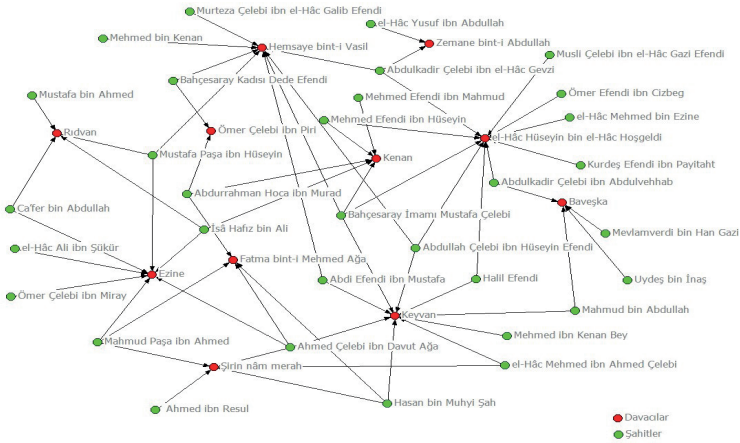 Murteza Çelebi ibn el-Hâc Galib Efendi
el-Hâc Yusuf ibn Abdullah
Mehmed bin Kenan
Hemsaye bint-i Vasil
Zemane bint-i Abdullah
Musli Çelebi ibn el-Hâc Gazi Efendi
Bahçesaray Kadısı Dede Efendi
Abdulkadir Çelebi ibn el-Hâc Gevzi
Mustafa bin Ahmed
Mehmed Efendi ibn Mahmud
Ömer Efendi ibn Cizbeg
Mehmed Efendi ibn Hüseyin
el-Hâc Mehmed bin Ezine
Rıdvan
Ömer Çelebi ibn Piri
el-Hâc Hüseyin bin el-Hâc Hoşgeldi
Mustafa Paşa ibn Hüseyin
Kenan
Kurdeş Efendi ibn Payitaht
Abdurrahman Hoca ibn Murad
Abdulkadir Çelebi ibn Abdulvehhab
Baveşka
Ca'fer bin Abdullah
Bahçesaray İmamı Mustafa Çelebi
Îsâ Hafız bin Ali
Mevlamverdi bin Han Gazi
el-Hâc Ali ibn Şükür
Abdullah Çelebi ibn Hüseyin Efendi
Fatma bint-i Mehmed Ağa
Ezine
Abdi Efendi ibn Mustafa
Halil Efendi
Uydeş bin İnaş
Ömer Çelebi ibn Miray
Keyvan
Mahmud bin Abdullah
Mehmed ibn Kenan Bey
Mahmud Paşa ibn Ahmed
Ahmed Çelebi ibn Davut Ağa
Şirin nâm merah
el-Hâc Mehmed ibn Ahmed Çelebi
Ahmed ibn Resul
Hasan bin Muhyi Şah
Davacılar
Şahitler